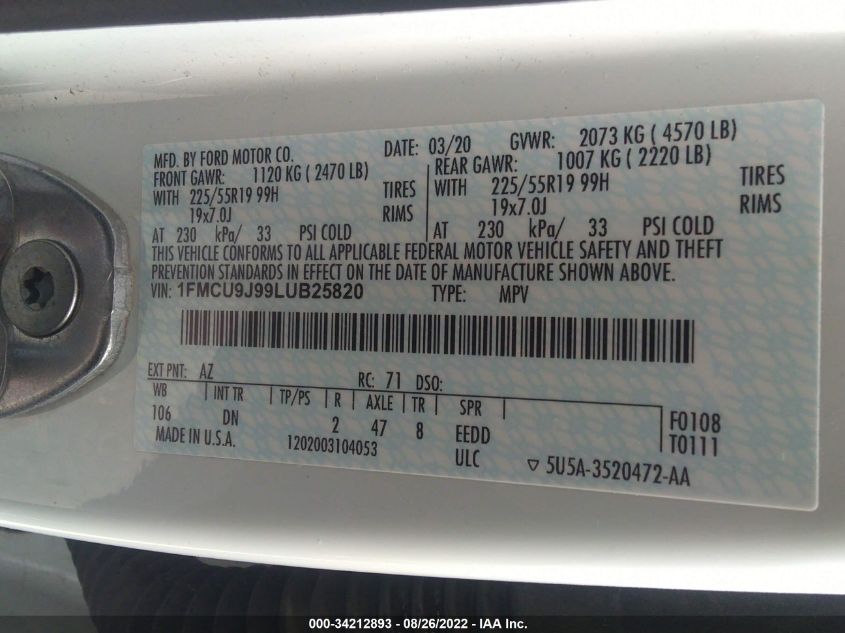 MFD. BY FORD MOTOR CO. DATE: 03/20 GVWR: 2073 KG ( 4570 LB)
FRONT GAWR: 1120 KG ( 2470 LB) REAR GAWR: 1007 KG ( 2220 LB)
WITH 225/55R19 99H TIRES WITH 225/55R19 99H TIRES
19x7.0J RIMS 19x7.0J RIMS
AT 230 kPa/ 33 PSI COLD AT 230 kPa/ 33 PSI COLD
THIS VEHICLE CONFORMS TO ALL APPLICABLE FEDERAL MOTOR VEHICLE SAFETY AND THEFT
PREVENTION STANDARDS IN EFFECT ON THE DATE OF MANUFACTURE SHOWN ABOVE.
VIN: 1FMCU9J99LUB25820 TYPE: MPV
EXT PNT: AZ RC: 71 DSO:
WB INT TR TP/PS R AXLE TR SPR
106 DN 2 47 8 EEDD F0108
MADE IN U.S.A. 1202003104053 ULC T0111
▽ 5U5A-3520472-AA
000-34212893 - 08/26/2022 - IAA Inc.